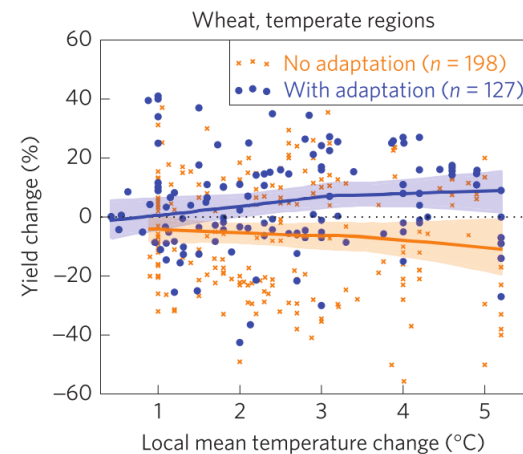 Wheat, temperate regions
60
40
20
0
−20
−40
−60
Yield change (%)
No adaptation (n = 198)
With adaptation (n = 127)
1 2 3 4 5
Local mean temperature change (°C)